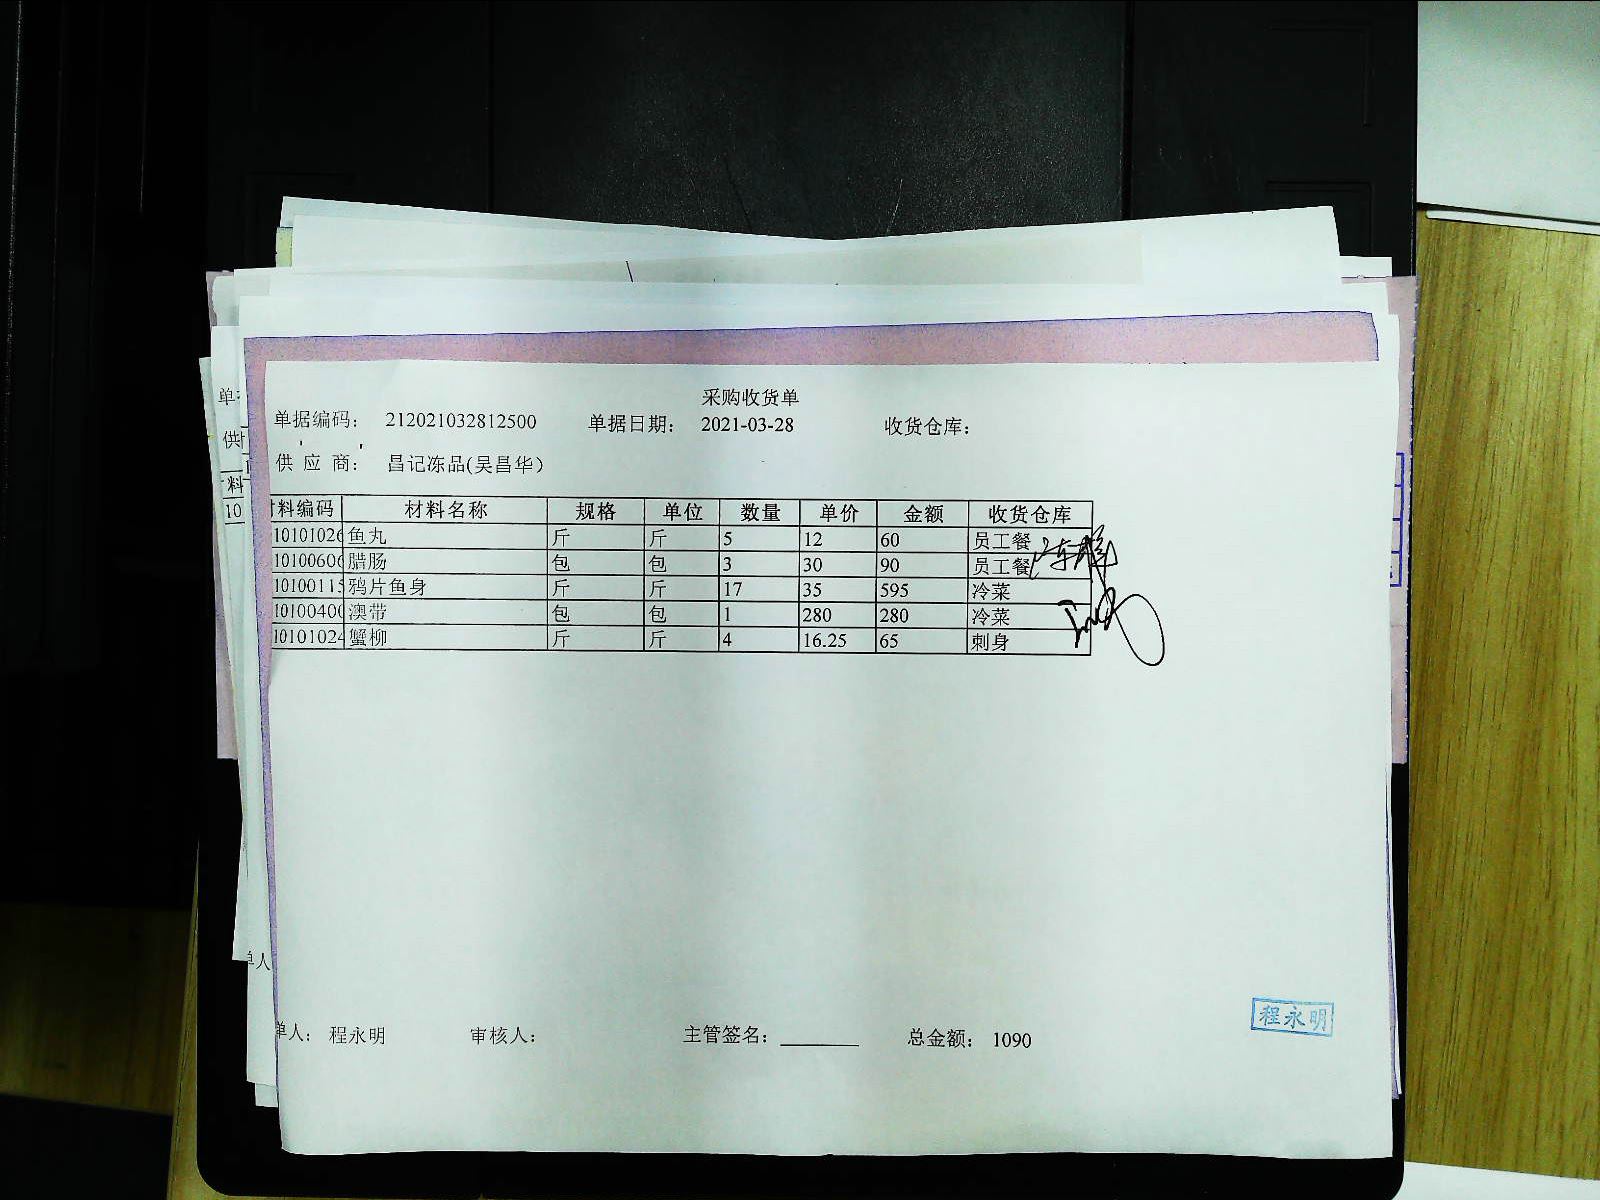 采购收货单
单据编码： 212021032812500 单据日期： 2021-03-28 收货仓库：
供 应 商： 昌记冻品(吴昌华）
材料编码 材料名称 规格 单位 数量 单价 金额 收货仓库
10101026 鱼丸 斤 斤 5 12 60 员工餐
10100606 腊肠 包 包 3 30 90 员工餐
10100115 鸦片鱼身 斤 斤 17 35 595 冷菜
10100400 澳带 包 包 1 280 280 冷菜
10101024 蟹柳 斤 斤 4 16.25 65 刺身
单人： 程永明 审核人： 主管签名： 总金额： 1090
程永明